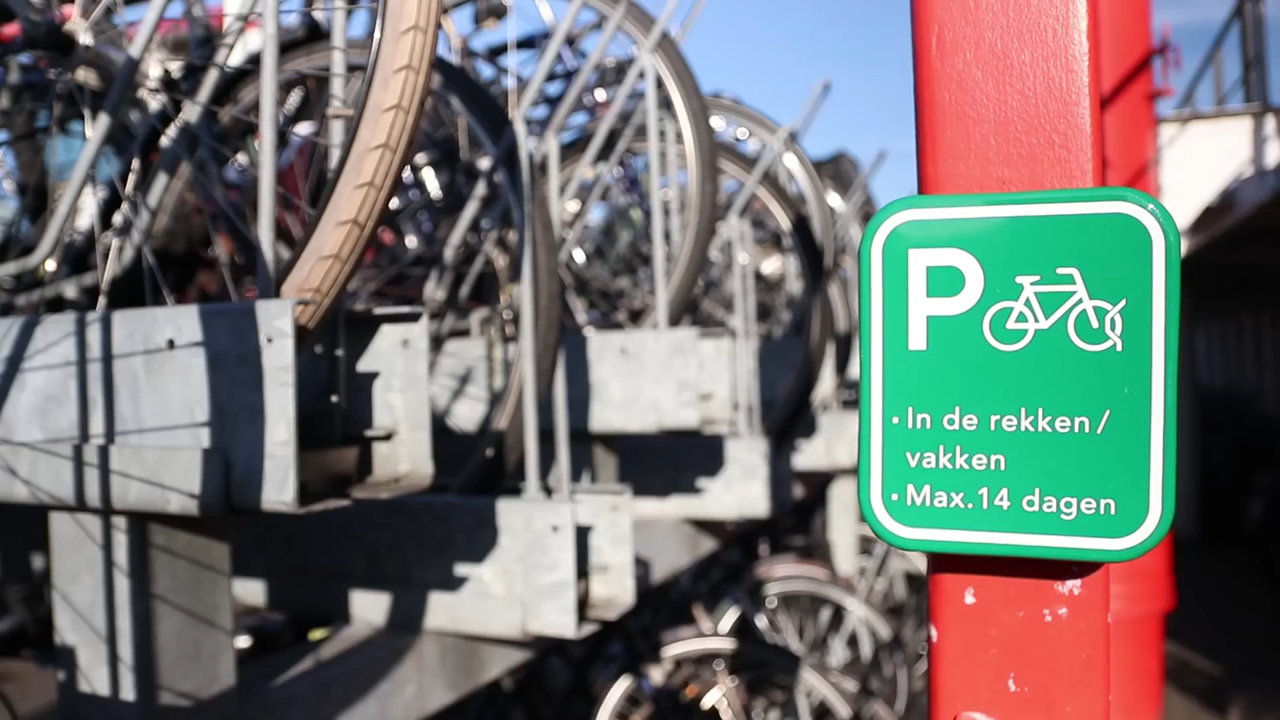 P
· In de rekken /
vakken
· Max. 14 dagen